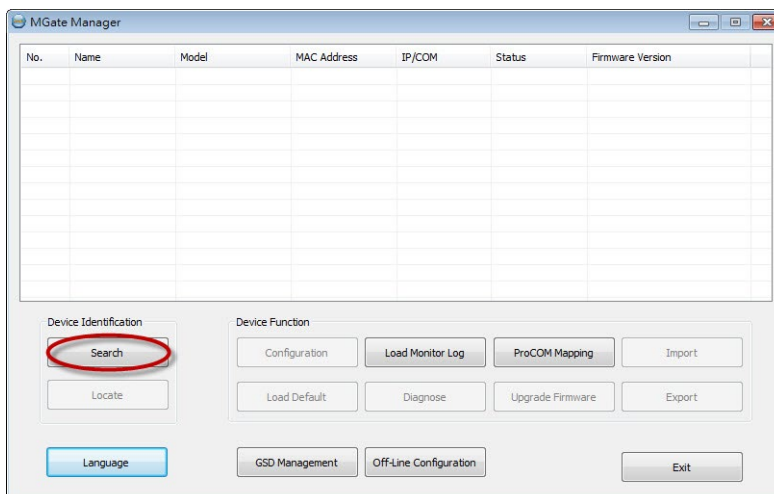 MGate Manager
No. Name Model MAC Address IP/COM Status Firmware Version
Device Identification Device Function
Search Configuration Load Monitor Log ProCOM Mapping Import
Locate Load Default Diagnose Upgrade Firmware Export
Language GSD Management Off-Line Configuration Exit